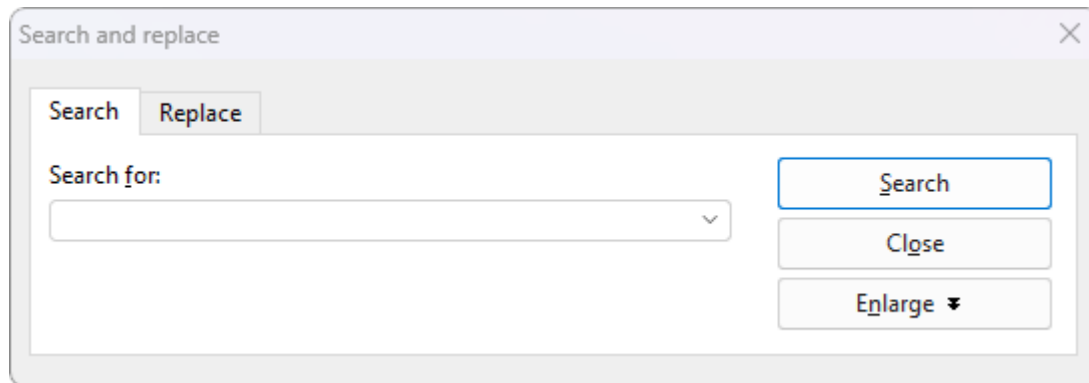 Search and replace
Search Replace
Search for:
Search
Close
Enlarge